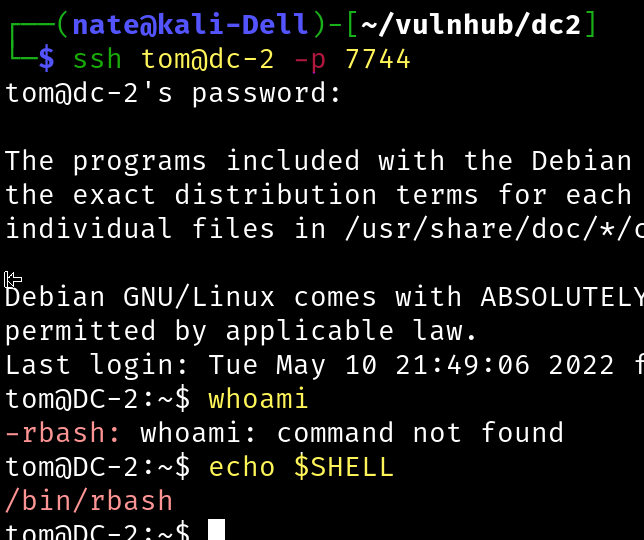 ┌──(nate@kali-Dell)-[~/vulnhub/dc2]
└─$ ssh tom@dc-2 -p 7744
tom@dc-2's password:
The programs included with the Debian
the exact distribution terms for each
individual files in /usr/share/doc/*/c
Debian GNU/Linux comes with ABSOLUTELY
permitted by applicable law.
Last login: Tue May 10 21:49:06 2022 f
tom@DC-2:~$ whoami
-rbash: whoami: command not found
tom@DC-2:~$ echo $SHELL
/bin/rbash
tom@DC-2:~$